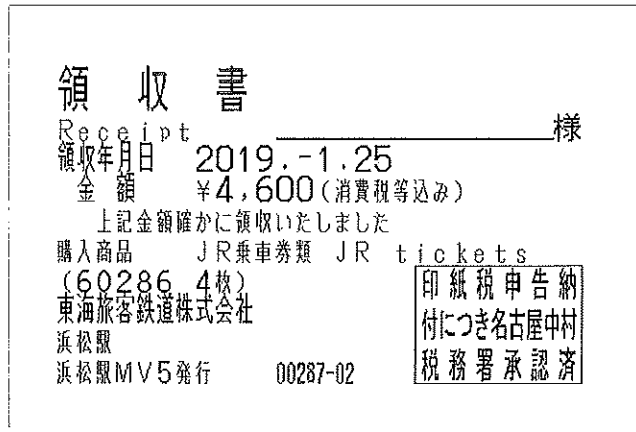 領収書
Receipt 様
領収年月日 2019.-1.25
金額 ¥4,600(消費税等込み)
上記金額確かに領収いたしました
購入商品 JR乗車券類 JR tickets
(60286 4枚)
東海旅客鉄道株式会社
浜松駅
浜松駅MV5発行 00287-02
印紙税申告納
付につき名古屋中村
税務署承認済